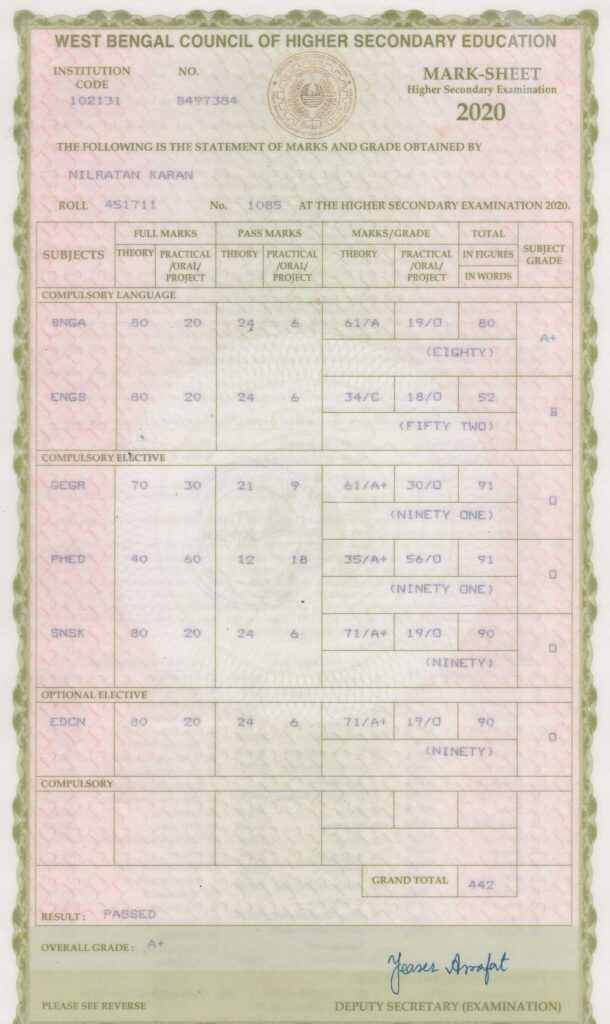 WEST BENGAL COUNCIL OF HIGHER SECONDARY EDUCATION
INSTITUTION CODE NO. MARK-SHEET
102131 B497384 Higher Secondary Examination
2020
THE FOLLOWING IS THE STATEMENT OF MARKS AND GRADE OBTAINED BY
NILRATAN KARAN
ROLL 451711 No. 1085 AT THE HIGHER SECONDARY EXAMINATION 2020.
SUBJECTS FULL MARKS PASS MARKS MARKS/GRADE TOTAL SUBJECT GRADE
THEORY PRACTICAL /ORAL/ PROJECT THEORY PRACTICAL /ORAL/ PROJECT THEORY PRACTICAL /ORAL/ PROJECT IN FIGURES
IN WORDS
COMPULSORY LANGUAGE
BNGA 80 20 24 6 61/A 19/O 80 A+
(EIGHTY)
ENGB 80 20 24 6 34/C 18/O 52 B
(FIFTY TWO)
COMPULSORY ELECTIVE
GEGR 70 30 21 9 61/A+ 30/O 91 O
(NINETY ONE)
PHED 40 60 12 18 35/A+ 56/O 91 O
(NINETY ONE)
SNSK 80 20 24 6 71/A+ 19/O 90 O
(NINETY)
OPTIONAL ELECTIVE
EDCN 80 20 24 6 71/A+ 19/O 90 O
(NINETY)
COMPULSORY
GRAND TOTAL 442
RESULT : PASSED
OVERALL GRADE : A+
Yeaser Arrafat
PLEASE SEE REVERSE DEPUTY SECRETARY (EXAMINATION)